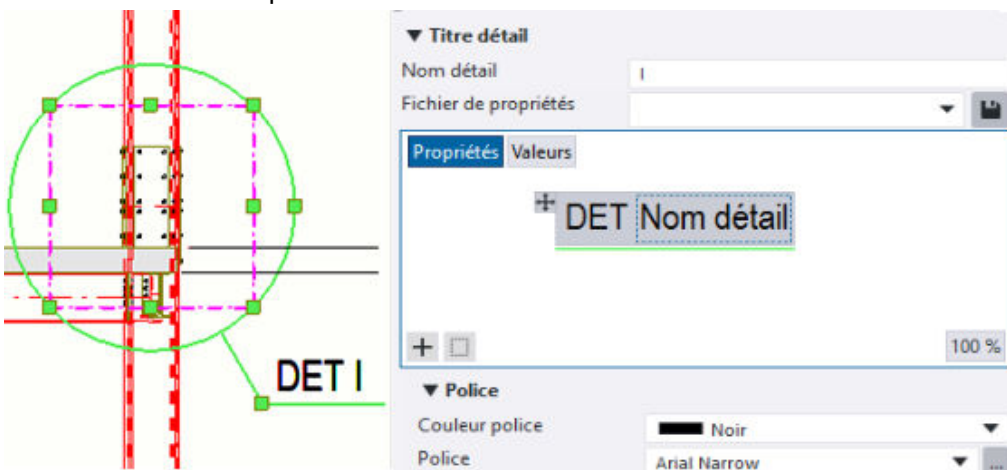 DET I
Titre détail
Nom détail I
Fichier de propriétés
Propriétés Valeurs
DET Nom détail
100 %
Police
Couleur police Noir
Police Arial Narrow ...